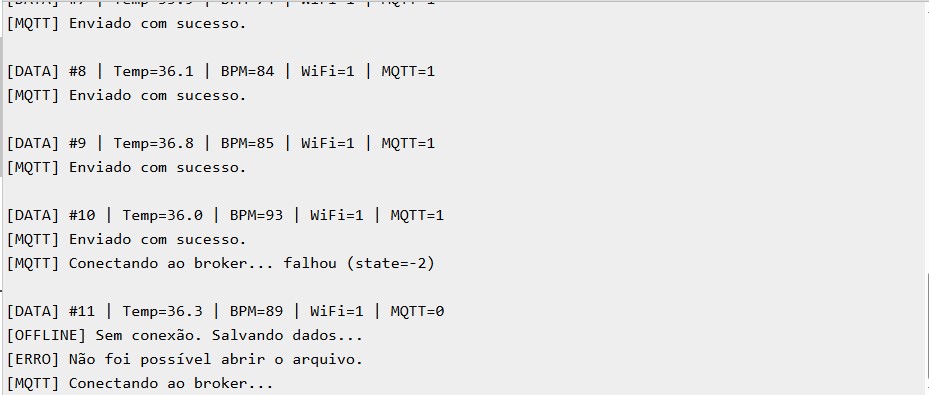 [MQTT] Enviado com sucesso.
[DATA] #8 | Temp=36.1 | BPM=84 | WiFi=1 | MQTT=1
[MQTT] Enviado com sucesso.
[DATA] #9 | Temp=36.8 | BPM=85 | WiFi=1 | MQTT=1
[MQTT] Enviado com sucesso.
[DATA] #10 | Temp=36.0 | BPM=93 | WiFi=1 | MQTT=1
[MQTT] Enviado com sucesso.
[MQTT] Conectando ao broker... falhou (state=-2)
[DATA] #11 | Temp=36.3 | BPM=89 | WiFi=1 | MQTT=0
[OFFLINE] Sem conexão. Salvando dados...
[ERRO] Não foi possível abrir o arquivo.
[MQTT] Conectando ao broker...